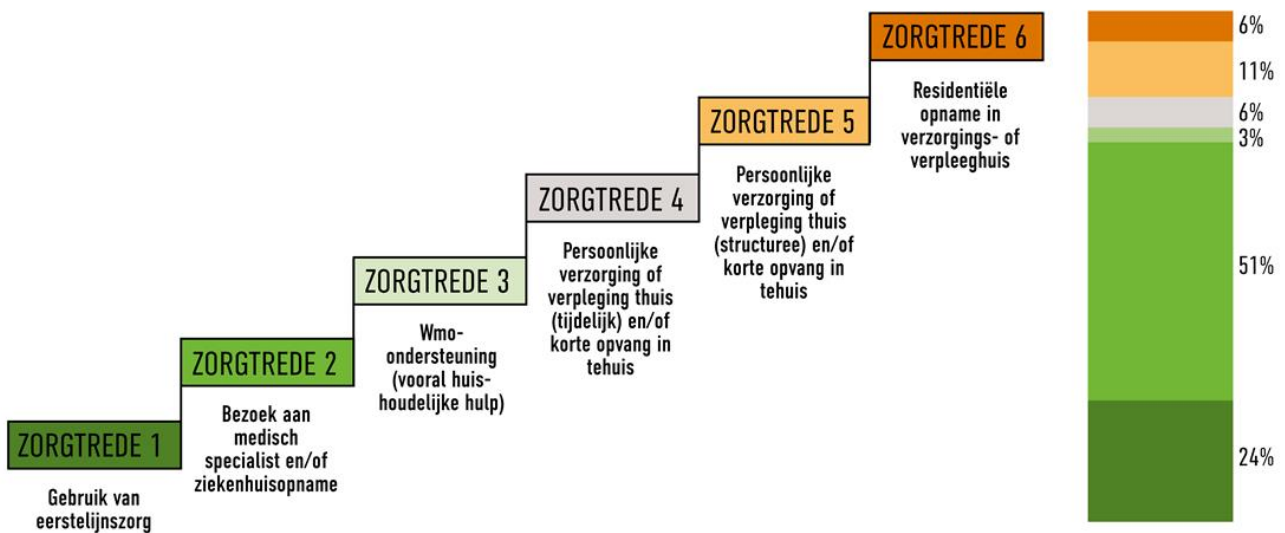 ZORGTREDE 1
Gebruik van
eerstelijnszorg
ZORGTREDE 2
Bezoek aan
medisch
specialist en/of
ziekenhuisopname
ZORGTREDE 3
Wmo-
ondersteuning
(vooral huis-
houdelijke hulp)
ZORGTREDE 4
Persoonlijke
verzorging of
verpleging thuis
(tijdelijk) en/of
korte opvang in
tehuis
ZORGTREDE 5
Persoonlijke
verzorging of
verpleging thuis
(structuree) en/of
korte opvang in
tehuis
ZORGTREDE 6
Residentiële
opname in
verzorgings- of
verpleeghuis
6%
11%
6%
3%
51%
24%